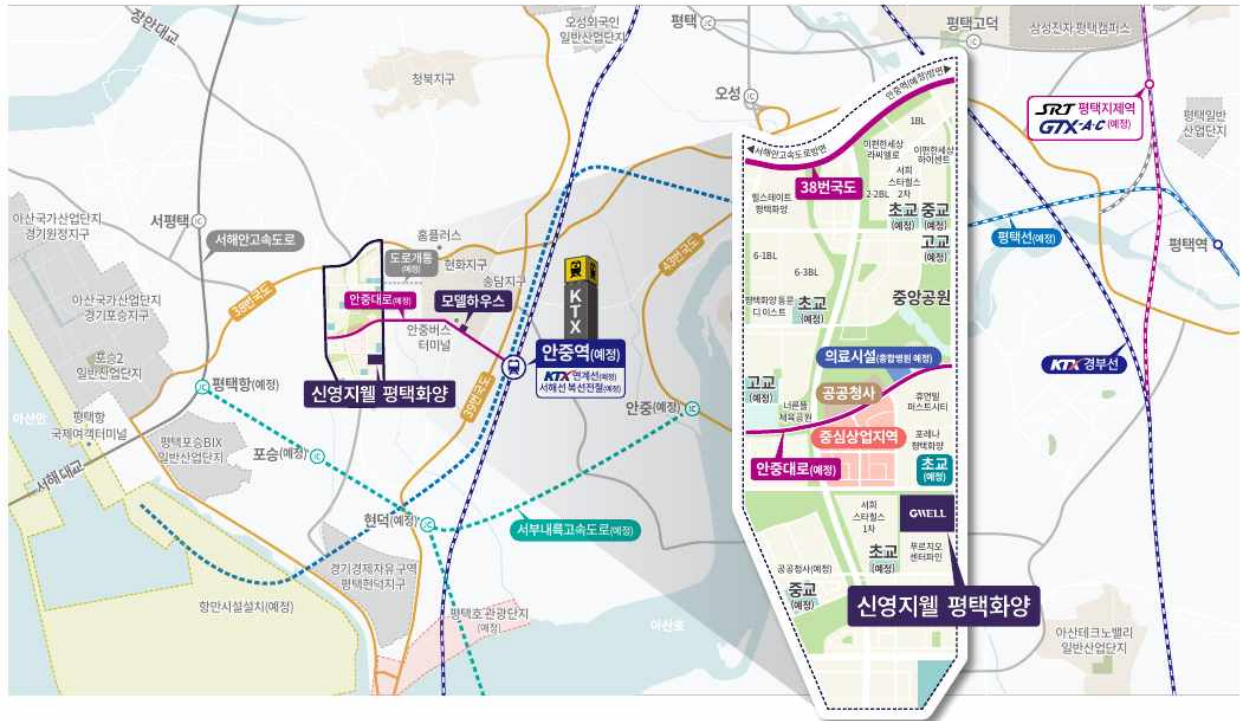 장안대교
오성외국인
일반산업단지
평택
IC
평택고덕
IC
삼성전자 평택캠퍼스
청북지구
오성
IC
SRT 평택지제역
GTX-A·C (예정)
평택일반
산업단지
아산국가산업단지
경기원정지구
서평택
IC
서해안고속도로
홈플러스
도로개통
(예정)
현화지구
송남지구
38번국도
안중대로(예정)
모델하우스
안중버스
터미널
KTX
안중역(예정)
KTX 연계선(예정)
서해선 복선전철(예정)
43번국도
39번국도
평택선(예정)
평택역
KTX 경부선
아산국가산업단지
경기포승지구
포승2
일반산업단지
평택항(예정)
IC
신영지웰 평택화양
아산만
평택항
국제여객터미널
평택포승BIX
일반산업단지
포승(예정)
IC
안중(예정)
IC
서해대교
현덕(예정)
서부내륙고속도로(예정)
경기경제자유구역
평택현덕지구
항만시설설치(예정)
평택호 관광단지
(예정)
아산호
아산테크노밸리
일반산업단지
안중역(예정)방면▶
◀서해안고속도로방면
38번국도
1BL
이편한세상
라씨엘로
이편한세상
하이센트
힐스테이트
평택화양
서희
스타힐스
2차
2-2BL
초교 중교
(예정) (예정)
고교
(예정)
6-1BL
6-3BL
평택화양 동문
디 이스트
초교
(예정)
중앙공원
의료시설(종합병원 예정)
고교
(예정)
공공청사
너른들
체육공원
휴먼빌
퍼스트시티
중심상업지역
포레나
평택화양
안중대로(예정)
초교
(예정)
서희
스타힐스
1차
GWELL
초교
(예정)
푸르지오
센터파인
공공청사(예정)
중교
(예정)
신영지웰 평택화양